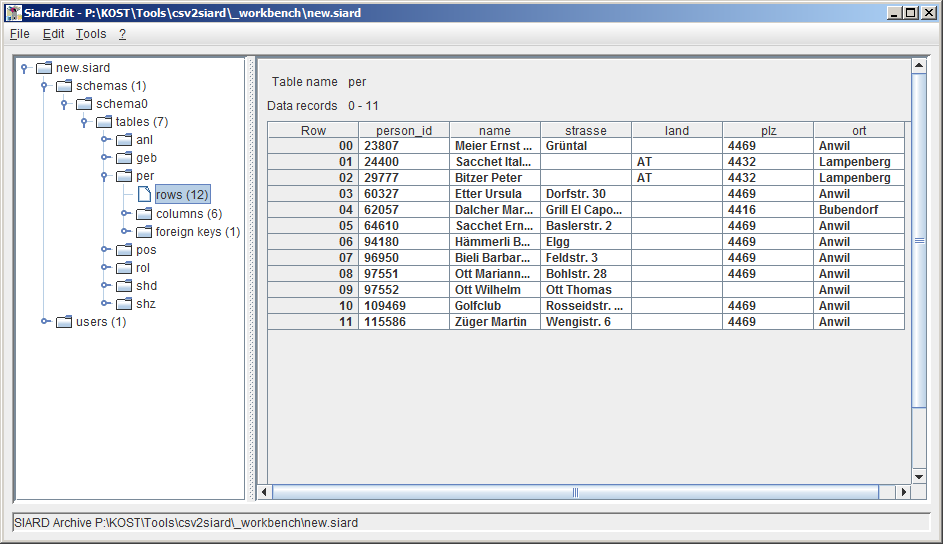 SiardEdit - P:\KOST\Tools\csv2siard\_workbench\new.siard
File Edit Tools ?
new.siard
schemas (1)
schema0
tables (7)
anl
geb
per
rows (12)
columns (6)
foreign keys (1)
pos
rol
shd
shz
users (1)
Table name per
Data records 0 - 11
Row person_id name strasse land plz ort
00 23807 Meier Ernst ... Grüntal 4469 Anwil
01 24400 Sacchet Ital... AT 4432 Lampenberg
02 29777 Bitzer Peter AT 4432 Lampenberg
03 60327 Etter Ursula Dorfstr. 30 4469 Anwil
04 62057 Dalcher Mar... Grill El Capo... 4416 Bubendorf
05 64610 Sacchet Ern... Baslerstr. 2 4469 Anwil
06 94180 Hämmerli B... Elgg 4469 Anwil
07 96950 Bieli Barbar... Feldstr. 3 4469 Anwil
08 97551 Ott Mariann... Bohlstr. 28 4469 Anwil
09 97552 Ott Wilhelm Ott Thomas Anwil
10 109469 Golfclub Rosseidstr. ... 4469 Anwil
11 115586 Züger Martin Wengistr. 6 4469 Anwil
SIARD Archive P:\KOST\Tools\csv2siard\_workbench\new.siard